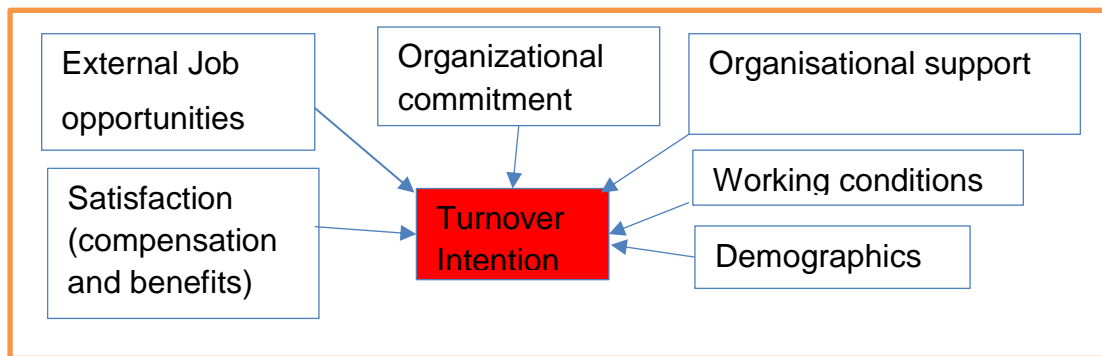 External Job
opportunities
Organizational
commitment
Organisational support
Satisfaction
(compensation
and benefits)
Turnover
Intention
Working conditions
Demographics